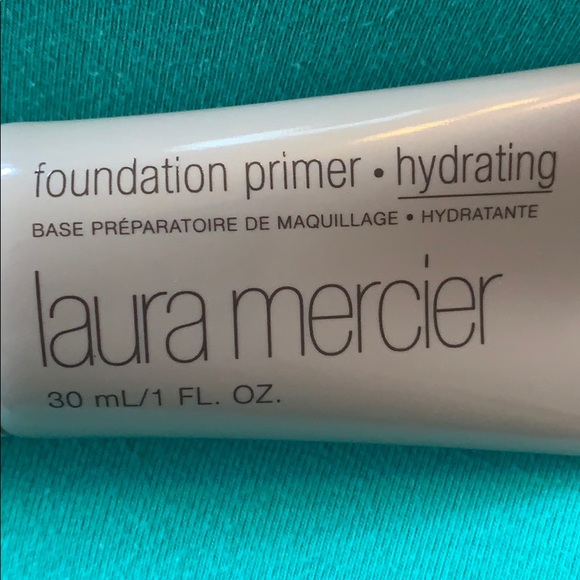 foundation primer • hydrating
BASE PRÉPARATOIRE DE MAQUILLAGE • HYDRATANTE
laura mercier
30 mL/1 FL. OZ.